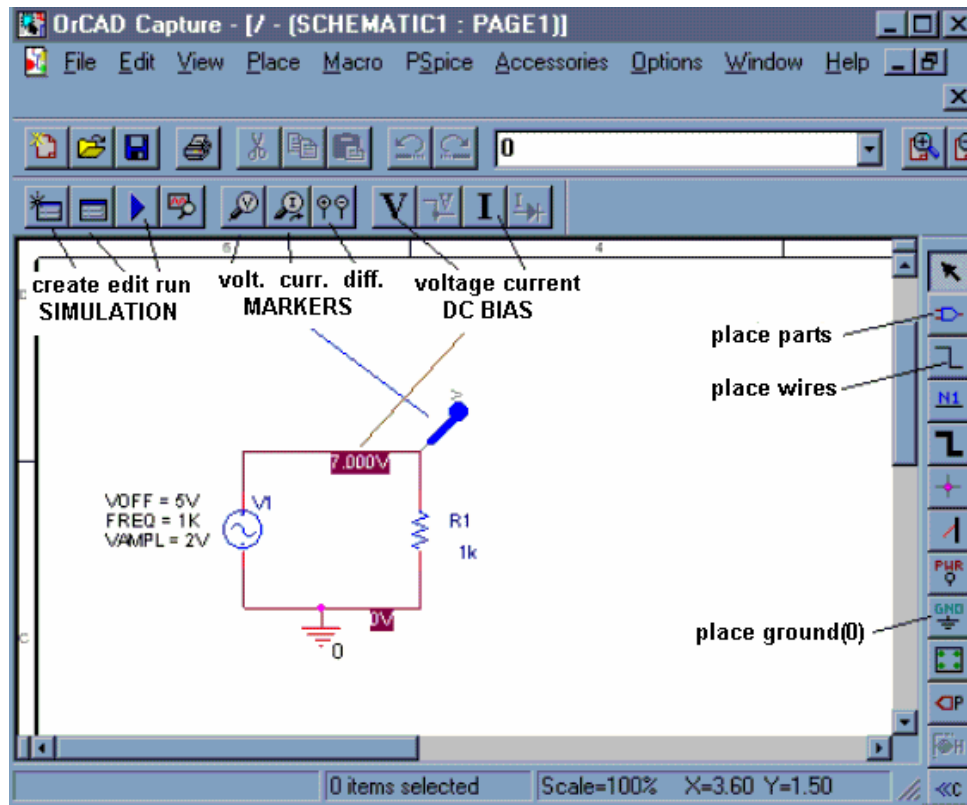 OrCAD Capture - [/ - (SCHEMATIC1 : PAGE1)]
File Edit View Place Macro PSpice Accessories Options Window Help
0
V I
6 4
create edit run
SIMULATION
volt. curr. diff.
MARKERS
voltage current
DC BIAS
place parts
place wires
N1
7.000V
VOFF = 5V
FREQ = 1K
VAMPL = 2V
V1
R1
1k
PWR
GND
place ground(0)
0V
0
C
P
H
«C
0 items selected
Scale=100% X=3.60 Y=1.50